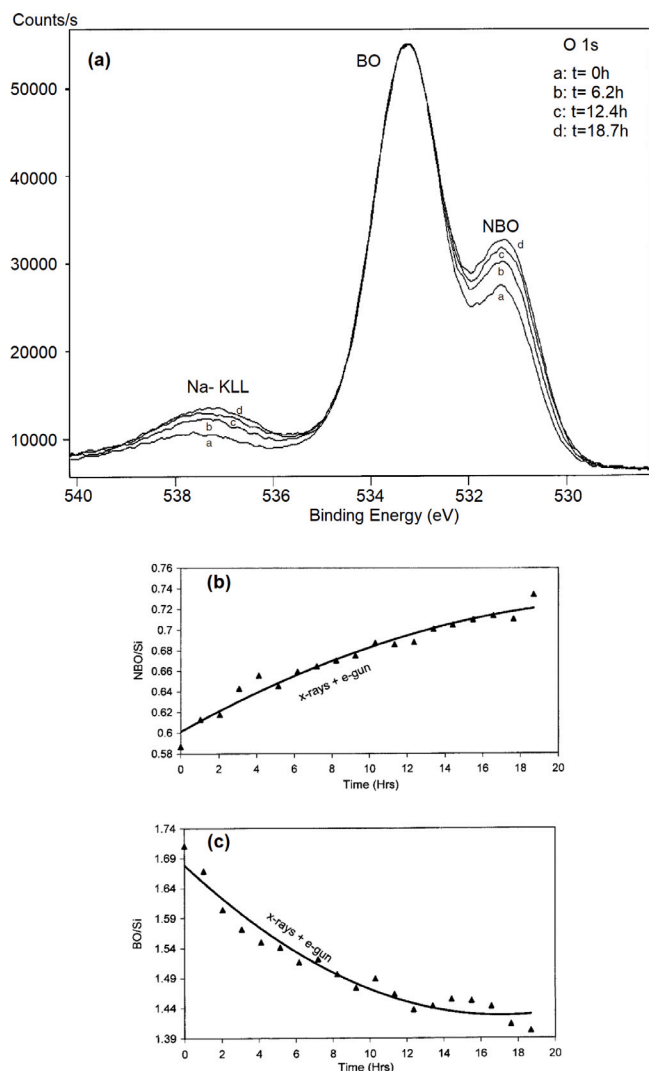 Counts/s
(a)
BO
O 1s
a: t= 0h
b: t= 6.2h
c: t=12.4h
d: t=18.7h
50000
40000
NBO
d
c
b
a
30000
20000
Na- KLL
d
c
b
a
10000
540 538 536 534 532 530
Binding Energy (eV)
(b)
NBO/Si
0.76
0.74
0.72
0.7
0.68
0.66
0.64
0.62
0.6
0.58
x-rays + e-gun
0 2 4 6 8 10 12 14 16 18 20
Time (Hrs)
(c)
BO/Si
1.74
1.69
1.64
1.59
1.54
1.49
1.44
1.39
x-rays + e-gun
0 2 4 6 8 10 12 14 16 18 20
Time (Hrs)